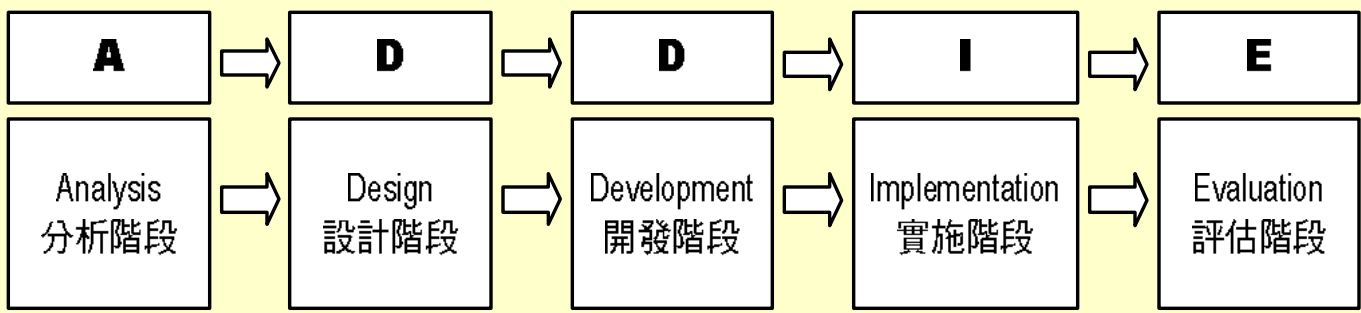 A
D
D
I
E
Analysis
分析階段
Design
設計階段
Development
開發階段
Implementation
實施階段
Evaluation
評估階段